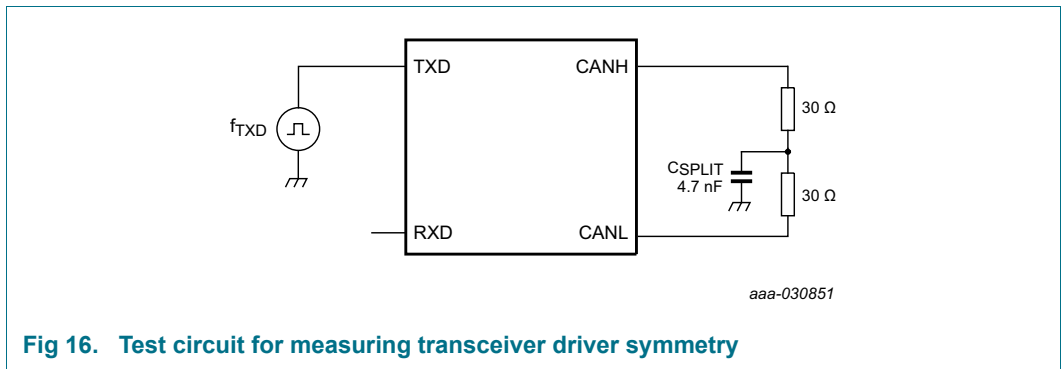 TXD
CANH
30 Ω
fTXD
CSPLIT
4.7 nF
30 Ω
RXD
CANL
aaa-030851
Fig 16. Test circuit for measuring transceiver driver symmetry